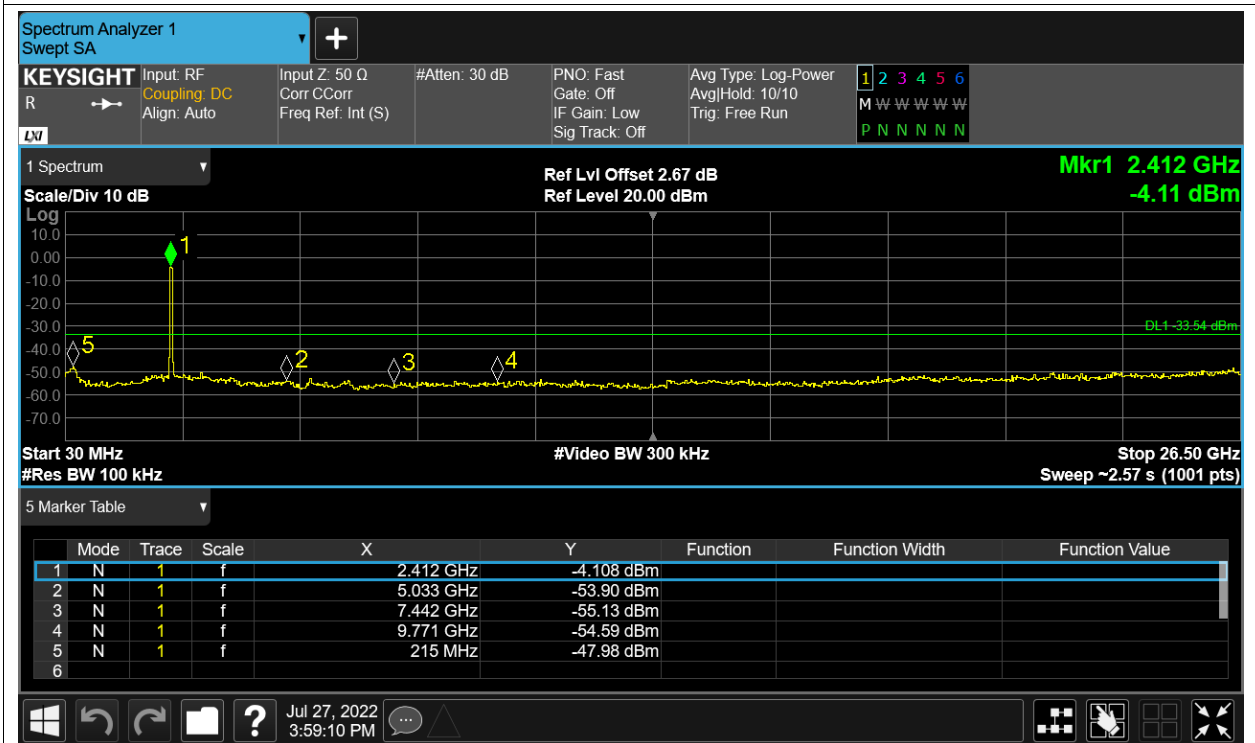 Spectrum Analyzer 1
Swept SA
KEYSIGHT Input: RF Input Z: 50 Ω #Atten: 30 dB PNO: Fast Avg Type: Log-Power 1 2 3 4 5 6
R Coupling: DC Corr CCorr Gate: Off Avg|Hold: 10/10 M W W W W W
Align: Auto Freq Ref: Int (S) IF Gain: Low Trig: Free Run
LXI Sig Track: Off P N N N N N
1 Spectrum Ref Lvl Offset 2.67 dB Mkr1 2.412 GHz
Scale/Div 10 dB Ref Level 20.00 dBm -4.11 dBm
Log
10.0
1
0.00
-10.0
-20.0
-30.0 DL1 -33.54 dBm
-40.0 5
2 3 4
-50.0
-60.0
-70.0
Start 30 MHz #Video BW 300 kHz Stop 26.50 GHz
#Res BW 100 kHz Sweep ~2.57 s (1001 pts)
5 Marker Table
Mode Trace Scale X Y Function Function Width Function Value
1 N 1 f 2.412 GHz -4.108 dBm
2 N 1 f 5.033 GHz -53.90 dBm
3 N 1 f 7.442 GHz -55.13 dBm
4 N 1 f 9.771 GHz -54.59 dBm
5 N 1 f 215 MHz -47.98 dBm
6
? Jul 27, 2022
3:59:10 PM